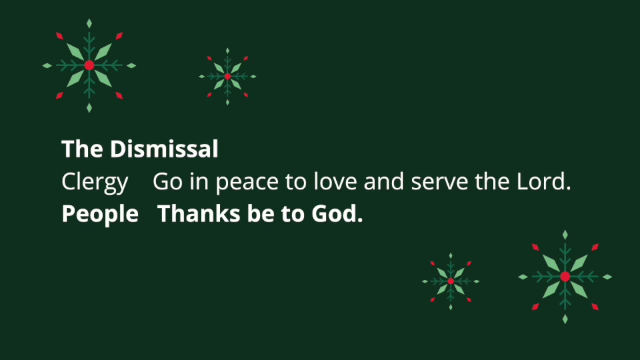 The Dismissal
Clergy Go in peace to love and serve the Lord.
People Thanks be to God.